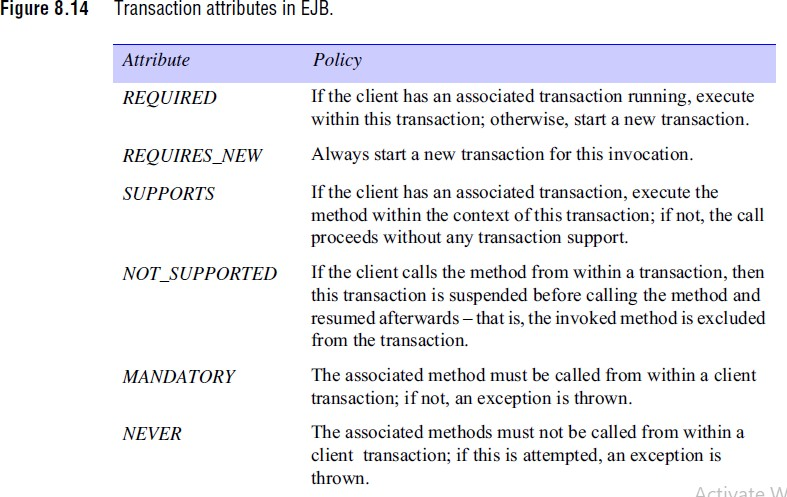 Figure 8.14 Transaction attributes in EJB.
Attribute Policy
REQUIRED If the client has an associated transaction running, execute
within this transaction; otherwise, start a new transaction.
REQUIRES_NEW Always start a new transaction for this invocation.
SUPPORTS If the client has an associated transaction, execute the
method within the context of this transaction; if not, the call
proceeds without any transaction support.
NOT_SUPPORTED If the client calls the method from within a transaction, then
this transaction is suspended before calling the method and
resumed afterwards – that is, the invoked method is excluded
from the transaction.
MANDATORY The associated method must be called from within a client
transaction; if not, an exception is thrown.
NEVER The associated methods must not be called from within a
client transaction; if this is attempted, an exception is
thrown.
Activate W